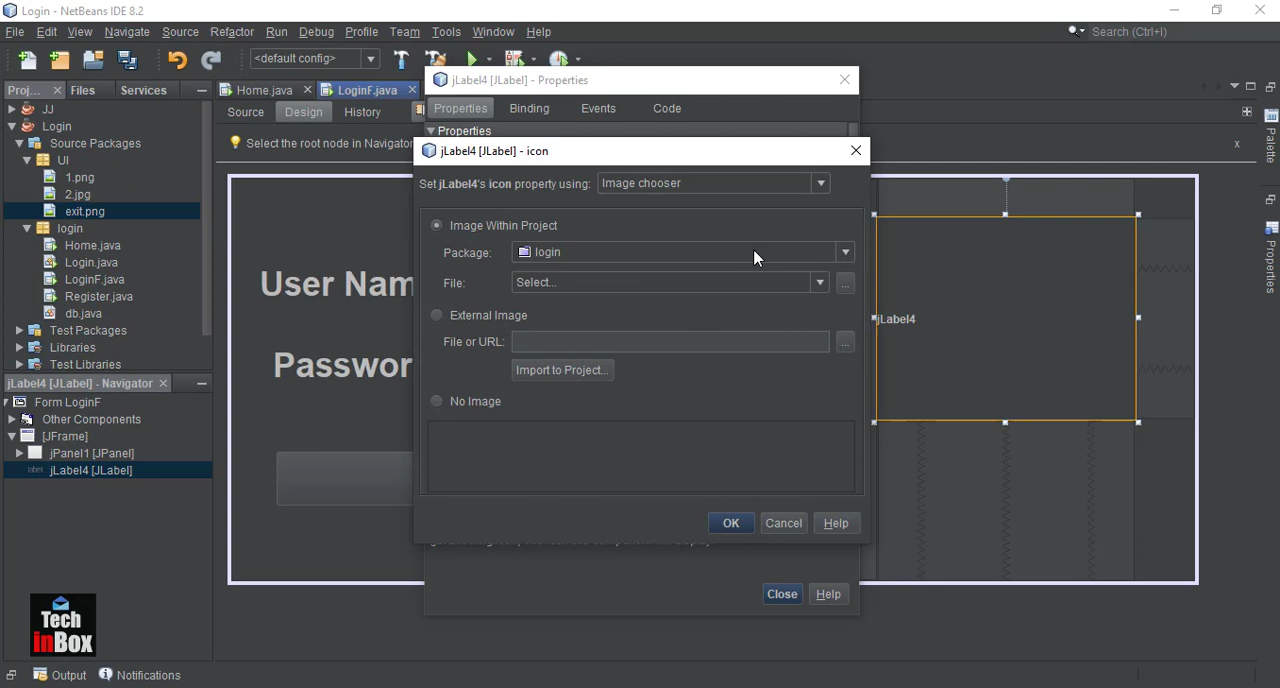 Login - NetBeans IDE 8.2
File Edit View Navigate Source Refactor Run Debug Profile Team Tools Window Help
Search (Ctrl+I)
<default config>
jLabel4 [JLabel] - Properties
Proj... Files Services
Home.java LoginF.java
Properties Binding Events Code
JJ
Login
Source Packages
UI
1.png
2.jpg
exit.png
login
Home.java
Login.java
LoginF.java
Register.java
db.java
Test Packages
Libraries
Test Libraries
Source Design History
Select the root node in Navigator
x
Properties
jLabel4 [JLabel] - icon
Set jLabel4's icon property using: Image chooser
Image Within Project
Package: login
File: Select... ...
External Image
File or URL: ...
Import to Project...
No Image
OK Cancel Help
Close Help
User Nam
Passwor
jLabel4
Palette
Properties
jLabel4 [JLabel] - Navigator
Form LoginF
Other Components
[JFrame]
jPanel1 [JPanel]
label jLabel4 [JLabel]
Tech
inBox
Output Notifications